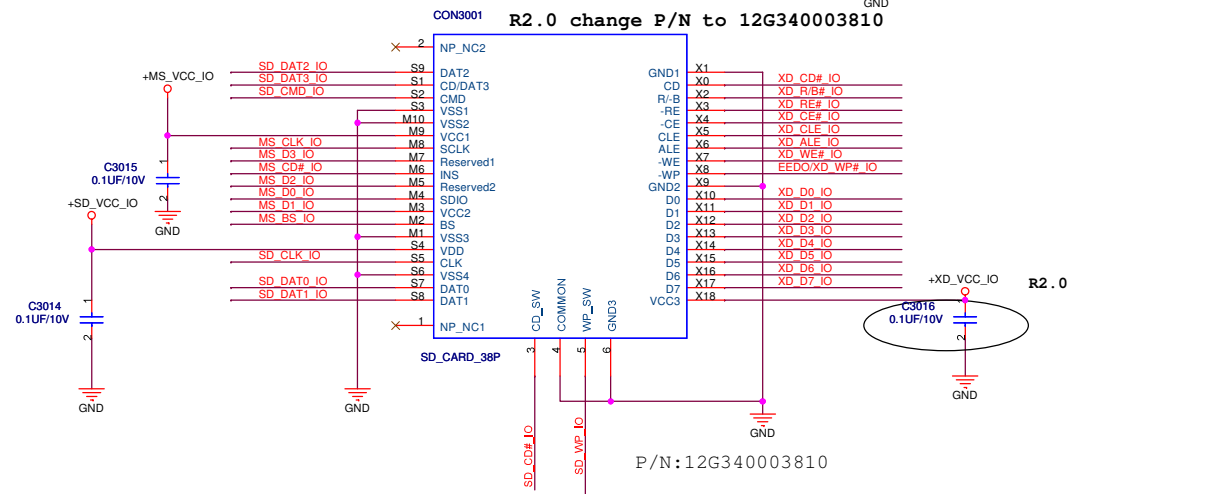 GND
CON3001
R2.0 change P/N to 12G340003810
2 NP_NC2
SD_DAT2_IO S9 DAT2
SD_DAT3_IO S1 CD/DAT3
SD_CMD_IO S2 CMD
S3 VSS1
M10 VSS2
+MS_VCC_IO M9 VCC1
MS_CLK_IO M8 SCLK
MS_D3_IO M7 Reserved1
MS_CD#_IO M6 INS
MS_D2_IO M5 Reserved2
MS_D0_IO M4 SDIO
MS_D1_IO M3 VCC2
MS_BS_IO M2 BS
M1 VSS3
+SD_VCC_IO S4 VDD
SD_CLK_IO S5 CLK
S6 VSS4
SD_DAT0_IO S7 DAT0
SD_DAT1_IO S8 DAT1
1 NP_NC1
C3015
0.1UF/10V
1
2
GND
C3014
0.1UF/10V
1
2
GND
GND
GND1 X1
CD X0 XD_CD#_IO
R/-B X2 XD_R/B#_IO
-RE X3 XD_RE#_IO
-CE X4 XD_CE#_IO
CLE X5 XD_CLE_IO
ALE X6 XD_ALE_IO
-WE X7 XD_WE#_IO
-WP X8 EEDO/XD_WP#_IO
GND2 X9
D0 X10 XD_D0_IO
D1 X11 XD_D1_IO
D2 X12 XD_D2_IO
D3 X13 XD_D3_IO
D4 X14 XD_D4_IO
D5 X15 XD_D5_IO
D6 X16 XD_D6_IO
D7 X17 XD_D7_IO
VCC3 X18
+XD_VCC_IO
R2.0
C3016
0.1UF/10V
2
GND
CD_SW 3 SD_CD#_IO
COMMON 4
WP_SW 5 SD_WP_IO
GND3 6
SD_CARD_38P
GND
P/N:12G340003810